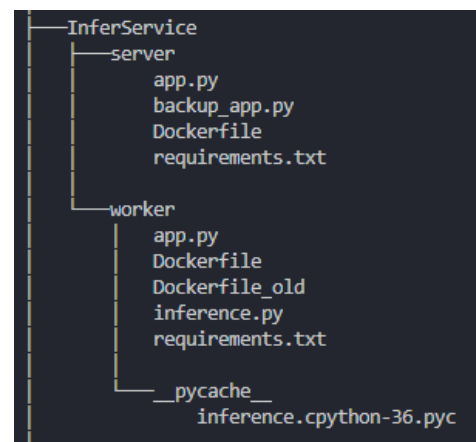 InferService
server
app.py
backup_app.py
Dockerfile
requirements.txt
worker
app.py
Dockerfile
Dockerfile_old
inference.py
requirements.txt
__pycache__
inference.cpython-36.pyc